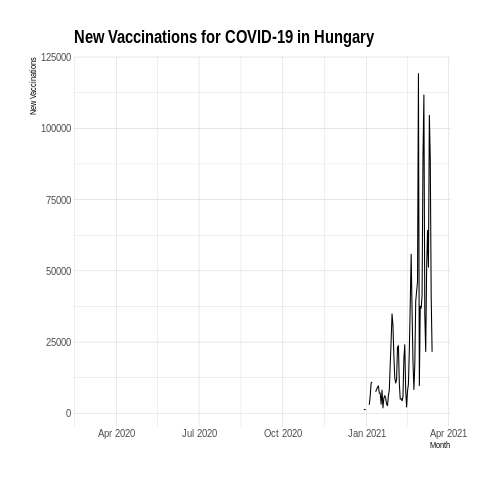 New Vaccinations for COVID-19 in Hungary
New Vaccinations
125000
100000
75000
50000
25000
0
Apr 2020 Jul 2020 Oct 2020 Jan 2021 Apr 2021
Month